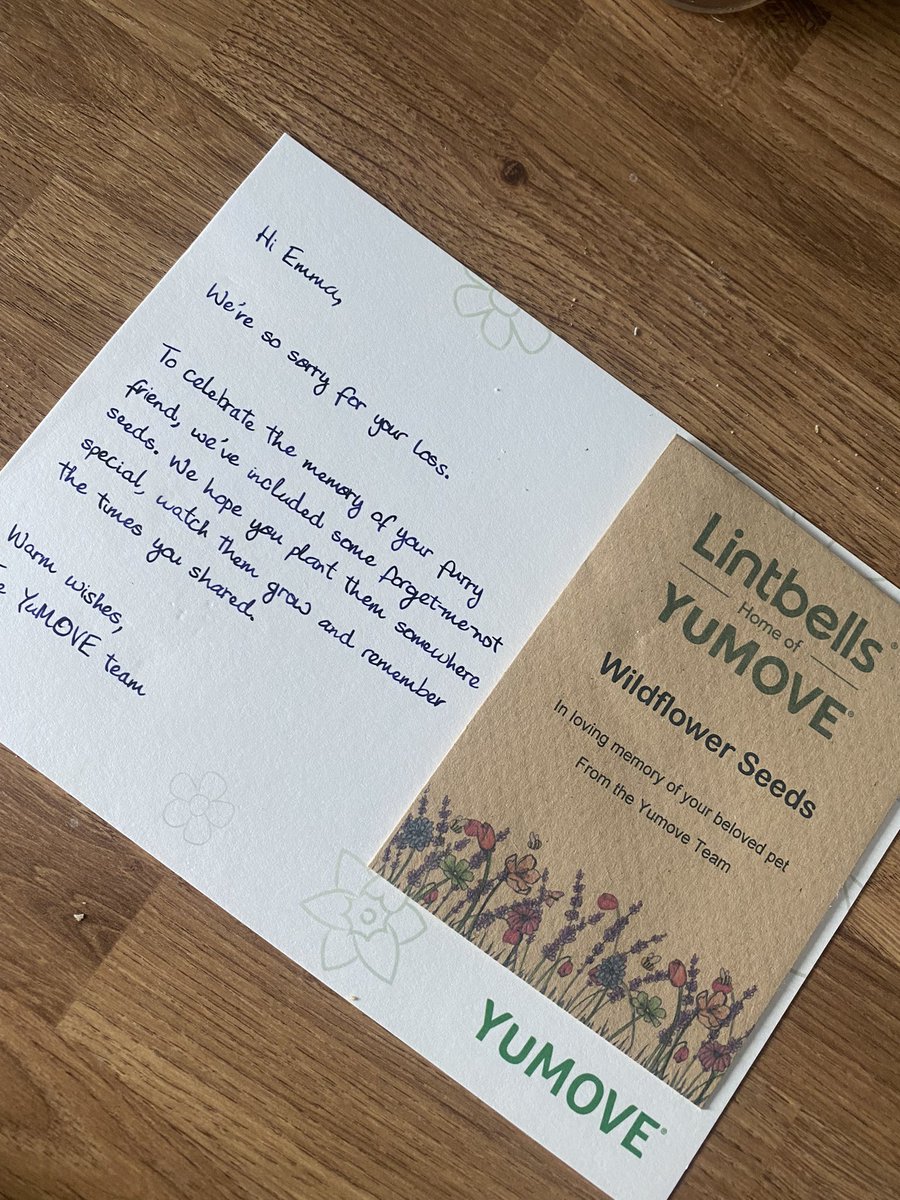 Hi Emma,
We're so sorry for your loss.
To celebrate the memory of your furry
friend, we've included some forget-me-not
seeds. We hope you plant them somewhere
special, watch them grow and remember
the times you shared.
Warm wishes,
YuMOVE team
Lintbells®
Home of
YUMOVE®
Wildflower Seeds
In loving memory of your beloved pet
From the Yumove Team
YUMOVE®